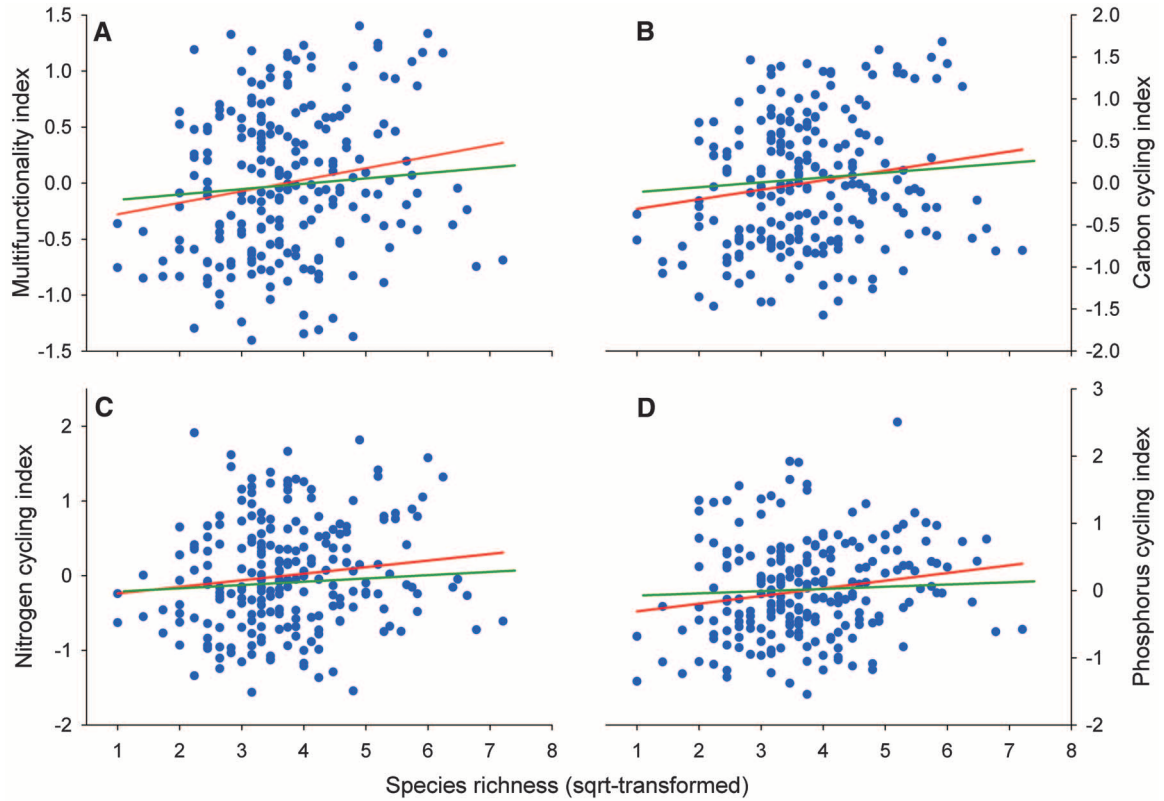 A
B
1.5
1.0
0.5
0.0
-0.5
-1.0
-1.5
Multifunctionality index
2.0
1.5
1.0
0.5
0.0
-0.5
-1.0
-1.5
-2.0
Carbon cycling index
C
D
2
1
0
-1
-2
Nitrogen cycling index
3
2
1
0
-1
-2
Phosphorus cycling index
1 2 3 4 5 6 7 8 1 2 3 4 5 6 7 8
Species richness (sqrt-transformed)